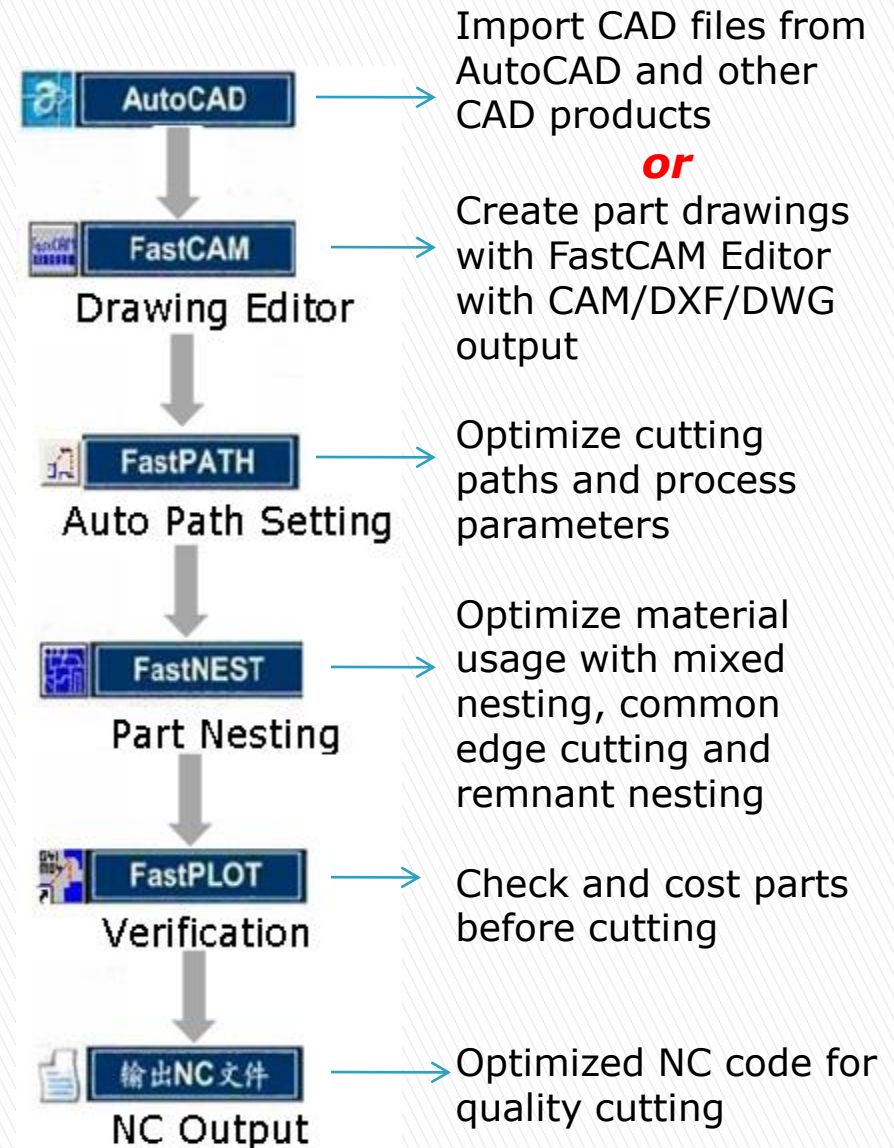 AutoCAD
Import CAD files from
AutoCAD and other
CAD products
or
FastCAM
Drawing Editor
Create part drawings
with FastCAM Editor
with CAM/DXF/DWG
output
FastPATH
Auto Path Setting
Optimize cutting
paths and process
parameters
FastNEST
Part Nesting
Optimize material
usage with mixed
nesting, common
edge cutting and
remnant nesting
FastPLOT
Verification
Check and cost parts
before cutting
输出NC文件
NC Output
Optimized NC code for
quality cutting